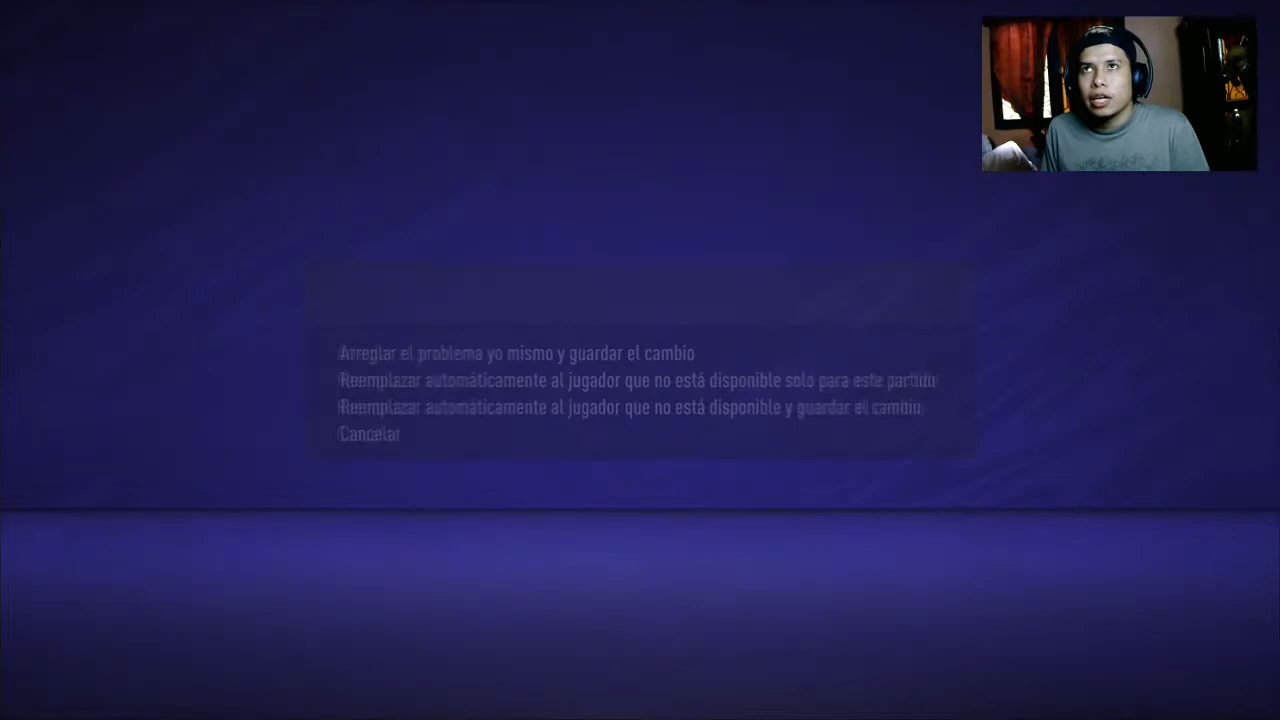 Arreglar el problema yo mismo y guardar el cambio
Reemplazar automáticamente al jugador que no está disponible solo para este partido
Reemplazar automáticamente al jugador que no está disponible y guardar el cambio
Cancelar